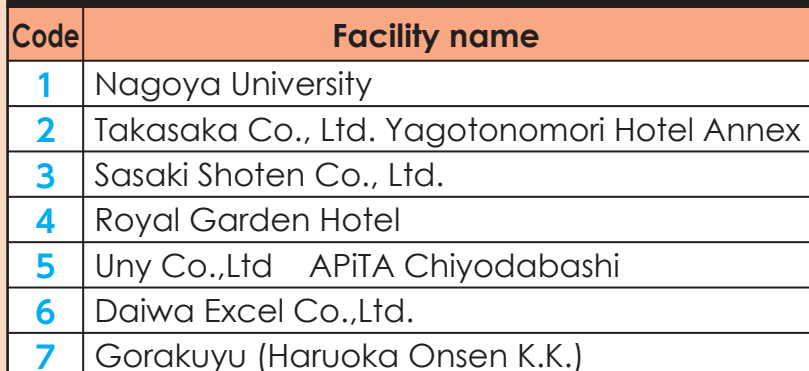 Code Facility name
1 Nagoya University
2 Takasaka Co., Ltd. Yagotonomori Hotel Annex
3 Sasaki Shoten Co., Ltd.
4 Royal Garden Hotel
5 Uny Co.,Ltd APiTA Chiyodabashi
6 Daiwa Excel Co.,Ltd.
7 Gorakuyu (Haruoka Onsen K.K.)